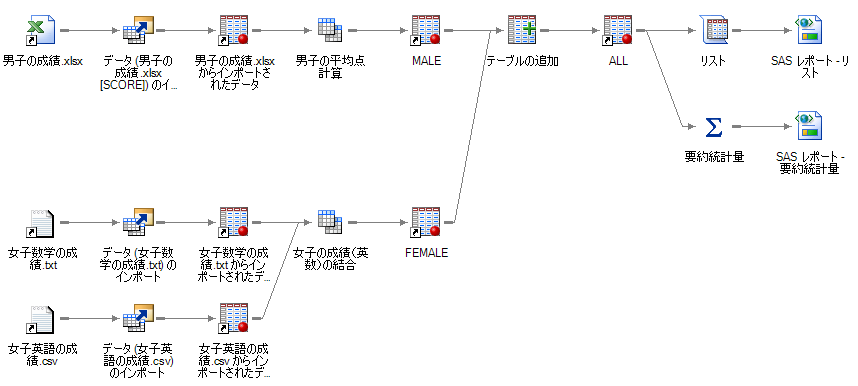 男子の成績.xlsx
データ (男子の
成績.xlsx
[SCORE]) のイ...
男子の成績.xlsx
からインポートさ
れたデータ
男子の平均点
計算
MALE
テーブルの追加
ALL
リスト
SAS レポート - リ
スト
要約統計量
SAS レポート -
要約統計量
女子数学の成
績.txt
データ (女子数
学の成績.txt) の
インポート
女子数学の成
績.txt からイン
ポートされたデ...
女子の成績(英
数)の結合
FEMALE
女子英語の成
績.csv
データ (女子英
語の成績.csv)
のインポート
女子英語の成
績.csv からイン
ポートされたデ...